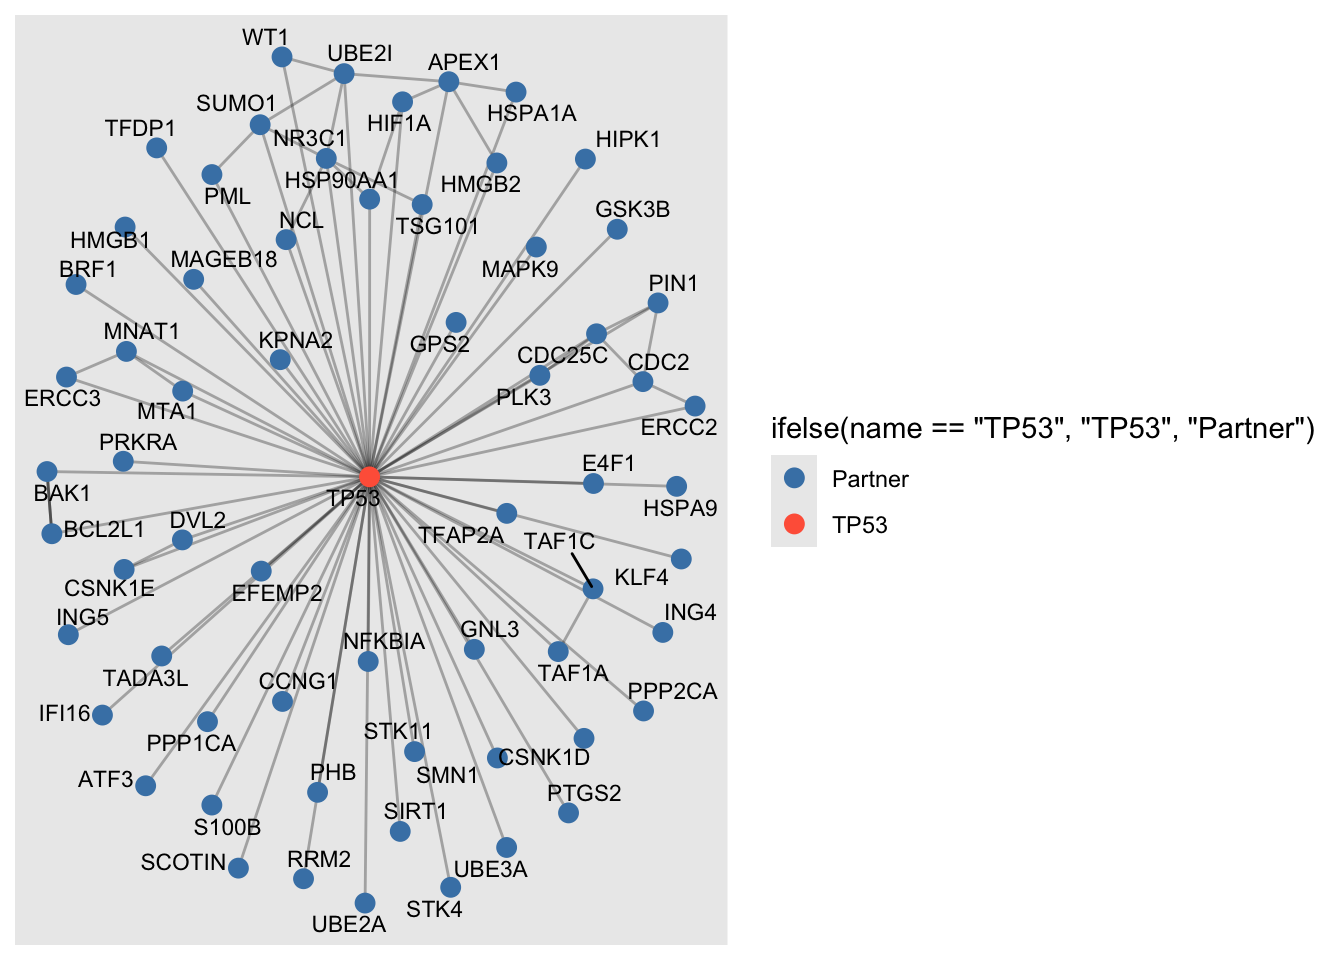 WT1
UBE2I
APEX1
SUMO1
HSPA1A
TFDP1
HIF1A
NR3C1
HIPK1
HSP90AA1
HMGB2
PML
GSK3B
NCL
TSG101
HMGB1
MAGEB18
MAPK9
BRF1
PIN1
MNAT1
KPNA2
GPS2
CDC25C
CDC2
ERCC3
PLK3
MTA1
ERCC2
ifelse(name == "TP53", "TP53", "Partner")
PRKRA
E4F1
Partner
BAK1
TP53
HSPA9
TP53
BCL2L1
DVL2
TFAP2A
TAF1C
CSNK1E
EFEMP2
KLF4
ING5
ING4
NFKBIA
GNL3
TADA3L
CCNG1
TAF1A
PPP2CA
IFI16
PPP1CA
STK11
CSNK1D
ATF3
PHB
SMN1
PTGS2
S100B
SIRT1
SCOTIN
RRM2
UBE3A
UBE2A
STK4